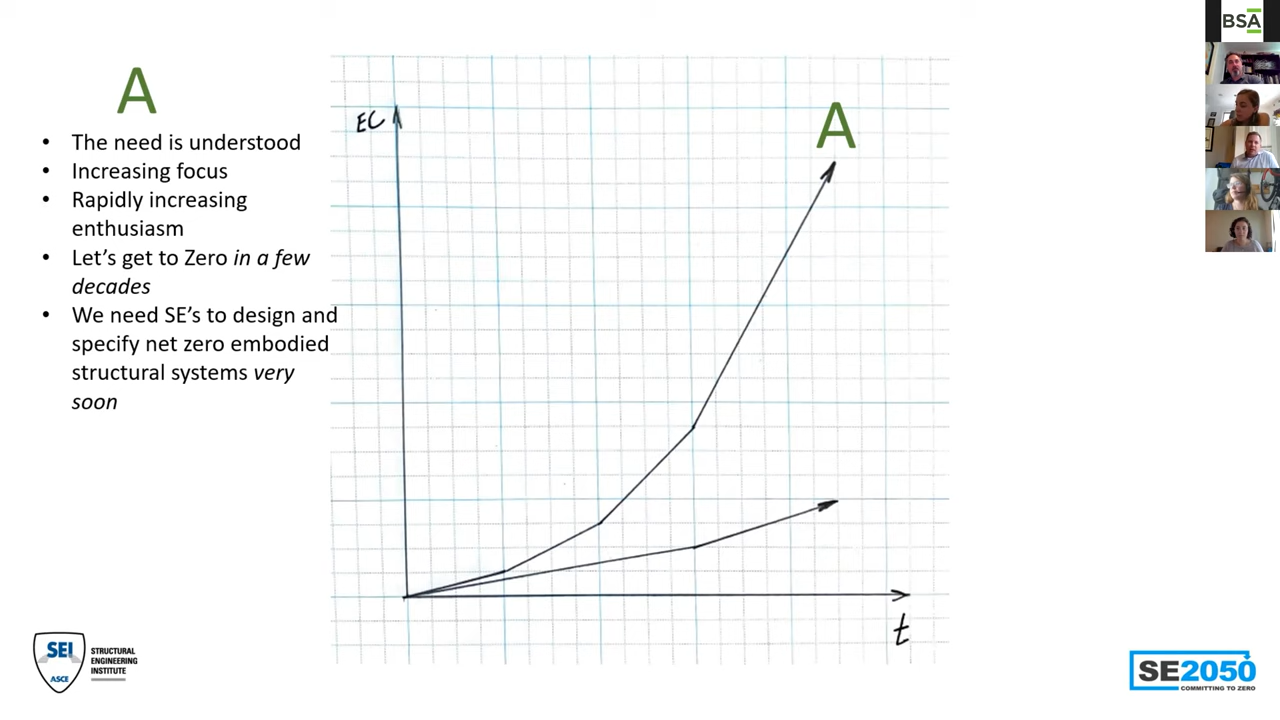 A
• The need is understood
• Increasing focus
• Rapidly increasing
enthusiasm
• Let’s get to Zero in a few
decades
• We need SE’s to design and
specify net zero embodied
structural systems very
soon
EC
A
t
BSA
SEI
ASCE
STRUCTURAL
ENGINEERING
INSTITUTE
SE2050
COMMITTING TO ZERO